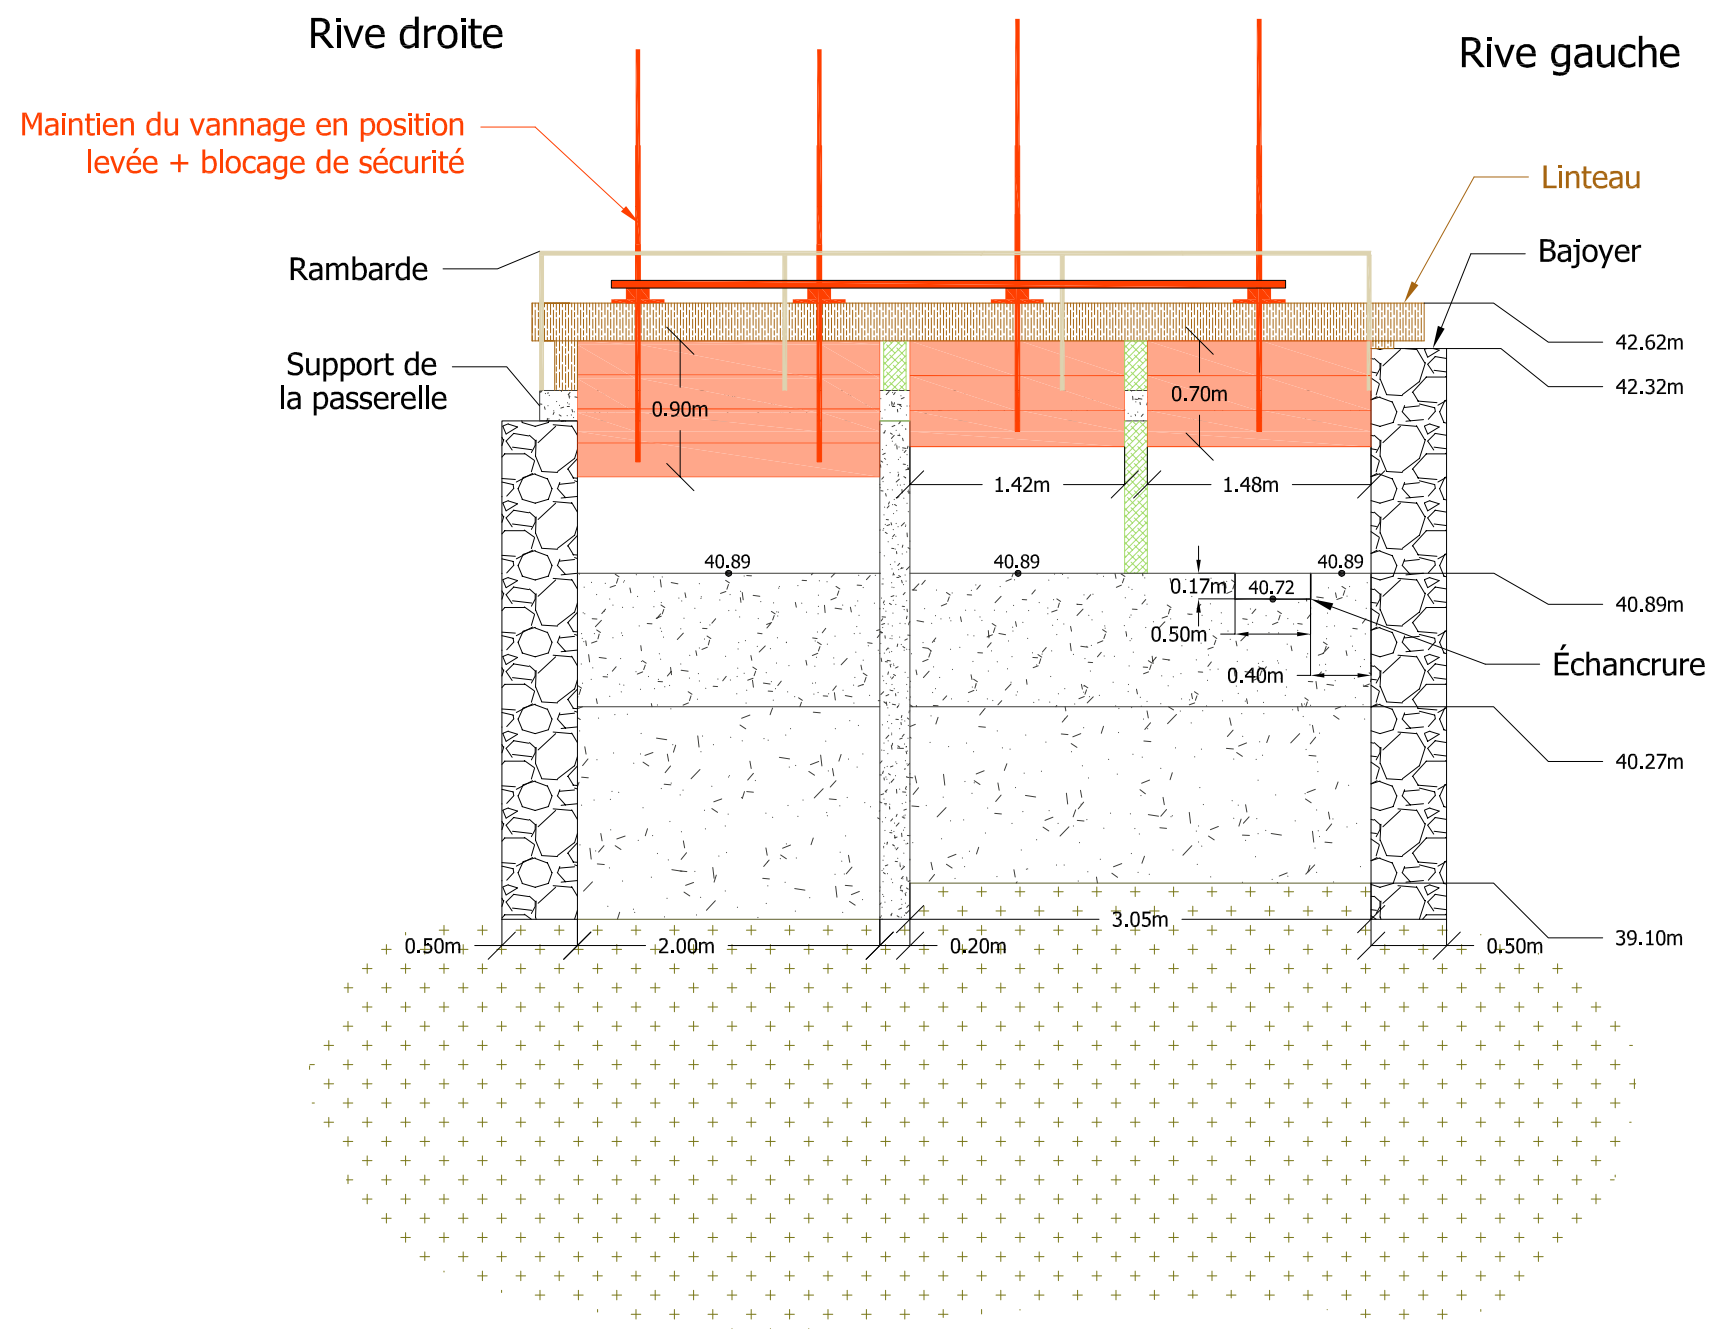 Rive droite
Rive gauche
Maintien du vannage en position
levée + blocage de sécurité
Linteau
Bajoyer
Rambarde
42.62m
Support de
la passerelle
42.32m
0.90m
0.70m
1.42m
1.48m
40.89
40.89
40.89
0.17m
40.72
40.89m
0.50m
Échancrure
0.40m
40.27m
3.05m
39.10m
0.50m
2.00m
0.20m
0.50m